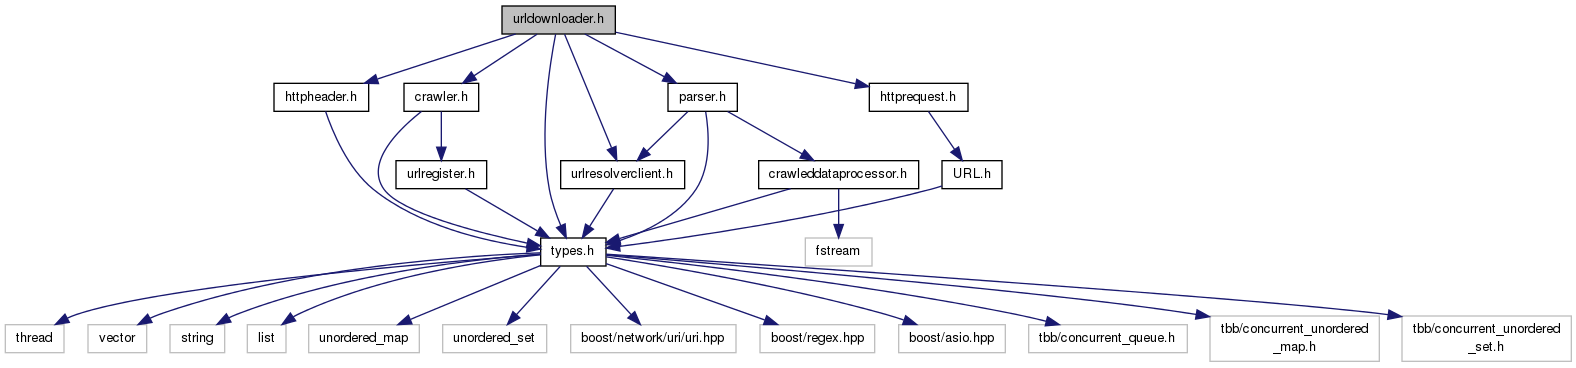 urldownloader.h
httpheader.h
crawler.h
parser.h
httprequest.h
urlregister.h
urlresolverclient.h
crawleddataprocessor.h
URL.h
types.h
fstream
thread
vector
string
list
unordered_map
unordered_set
boost/network/uri/uri.hpp
boost/regex.hpp
boost/asio.hpp
tbb/concurrent_queue.h
tbb/concurrent_unordered
_map.h
tbb/concurrent_unordered
_set.h